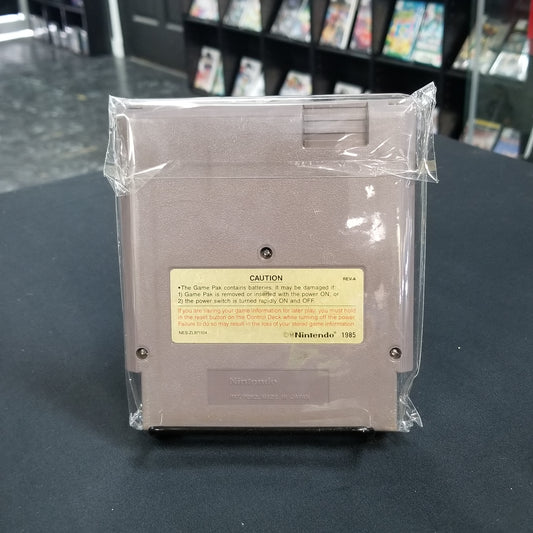 CAUTION
REV-A
•The Game Pak contains batteries. It may be damaged if:
1) Game Pak is removed or inserted with the power ON, or
2) the power switch is turned rapidly ON and OFF.
If you are saving your game information for later play, you must hold
in the reset button on the Control Deck while turning off the power.
Failure to do so may result in the loss of your stored game information.
©®Nintendo® 1985
Nintendo
MADE IN JAPAN